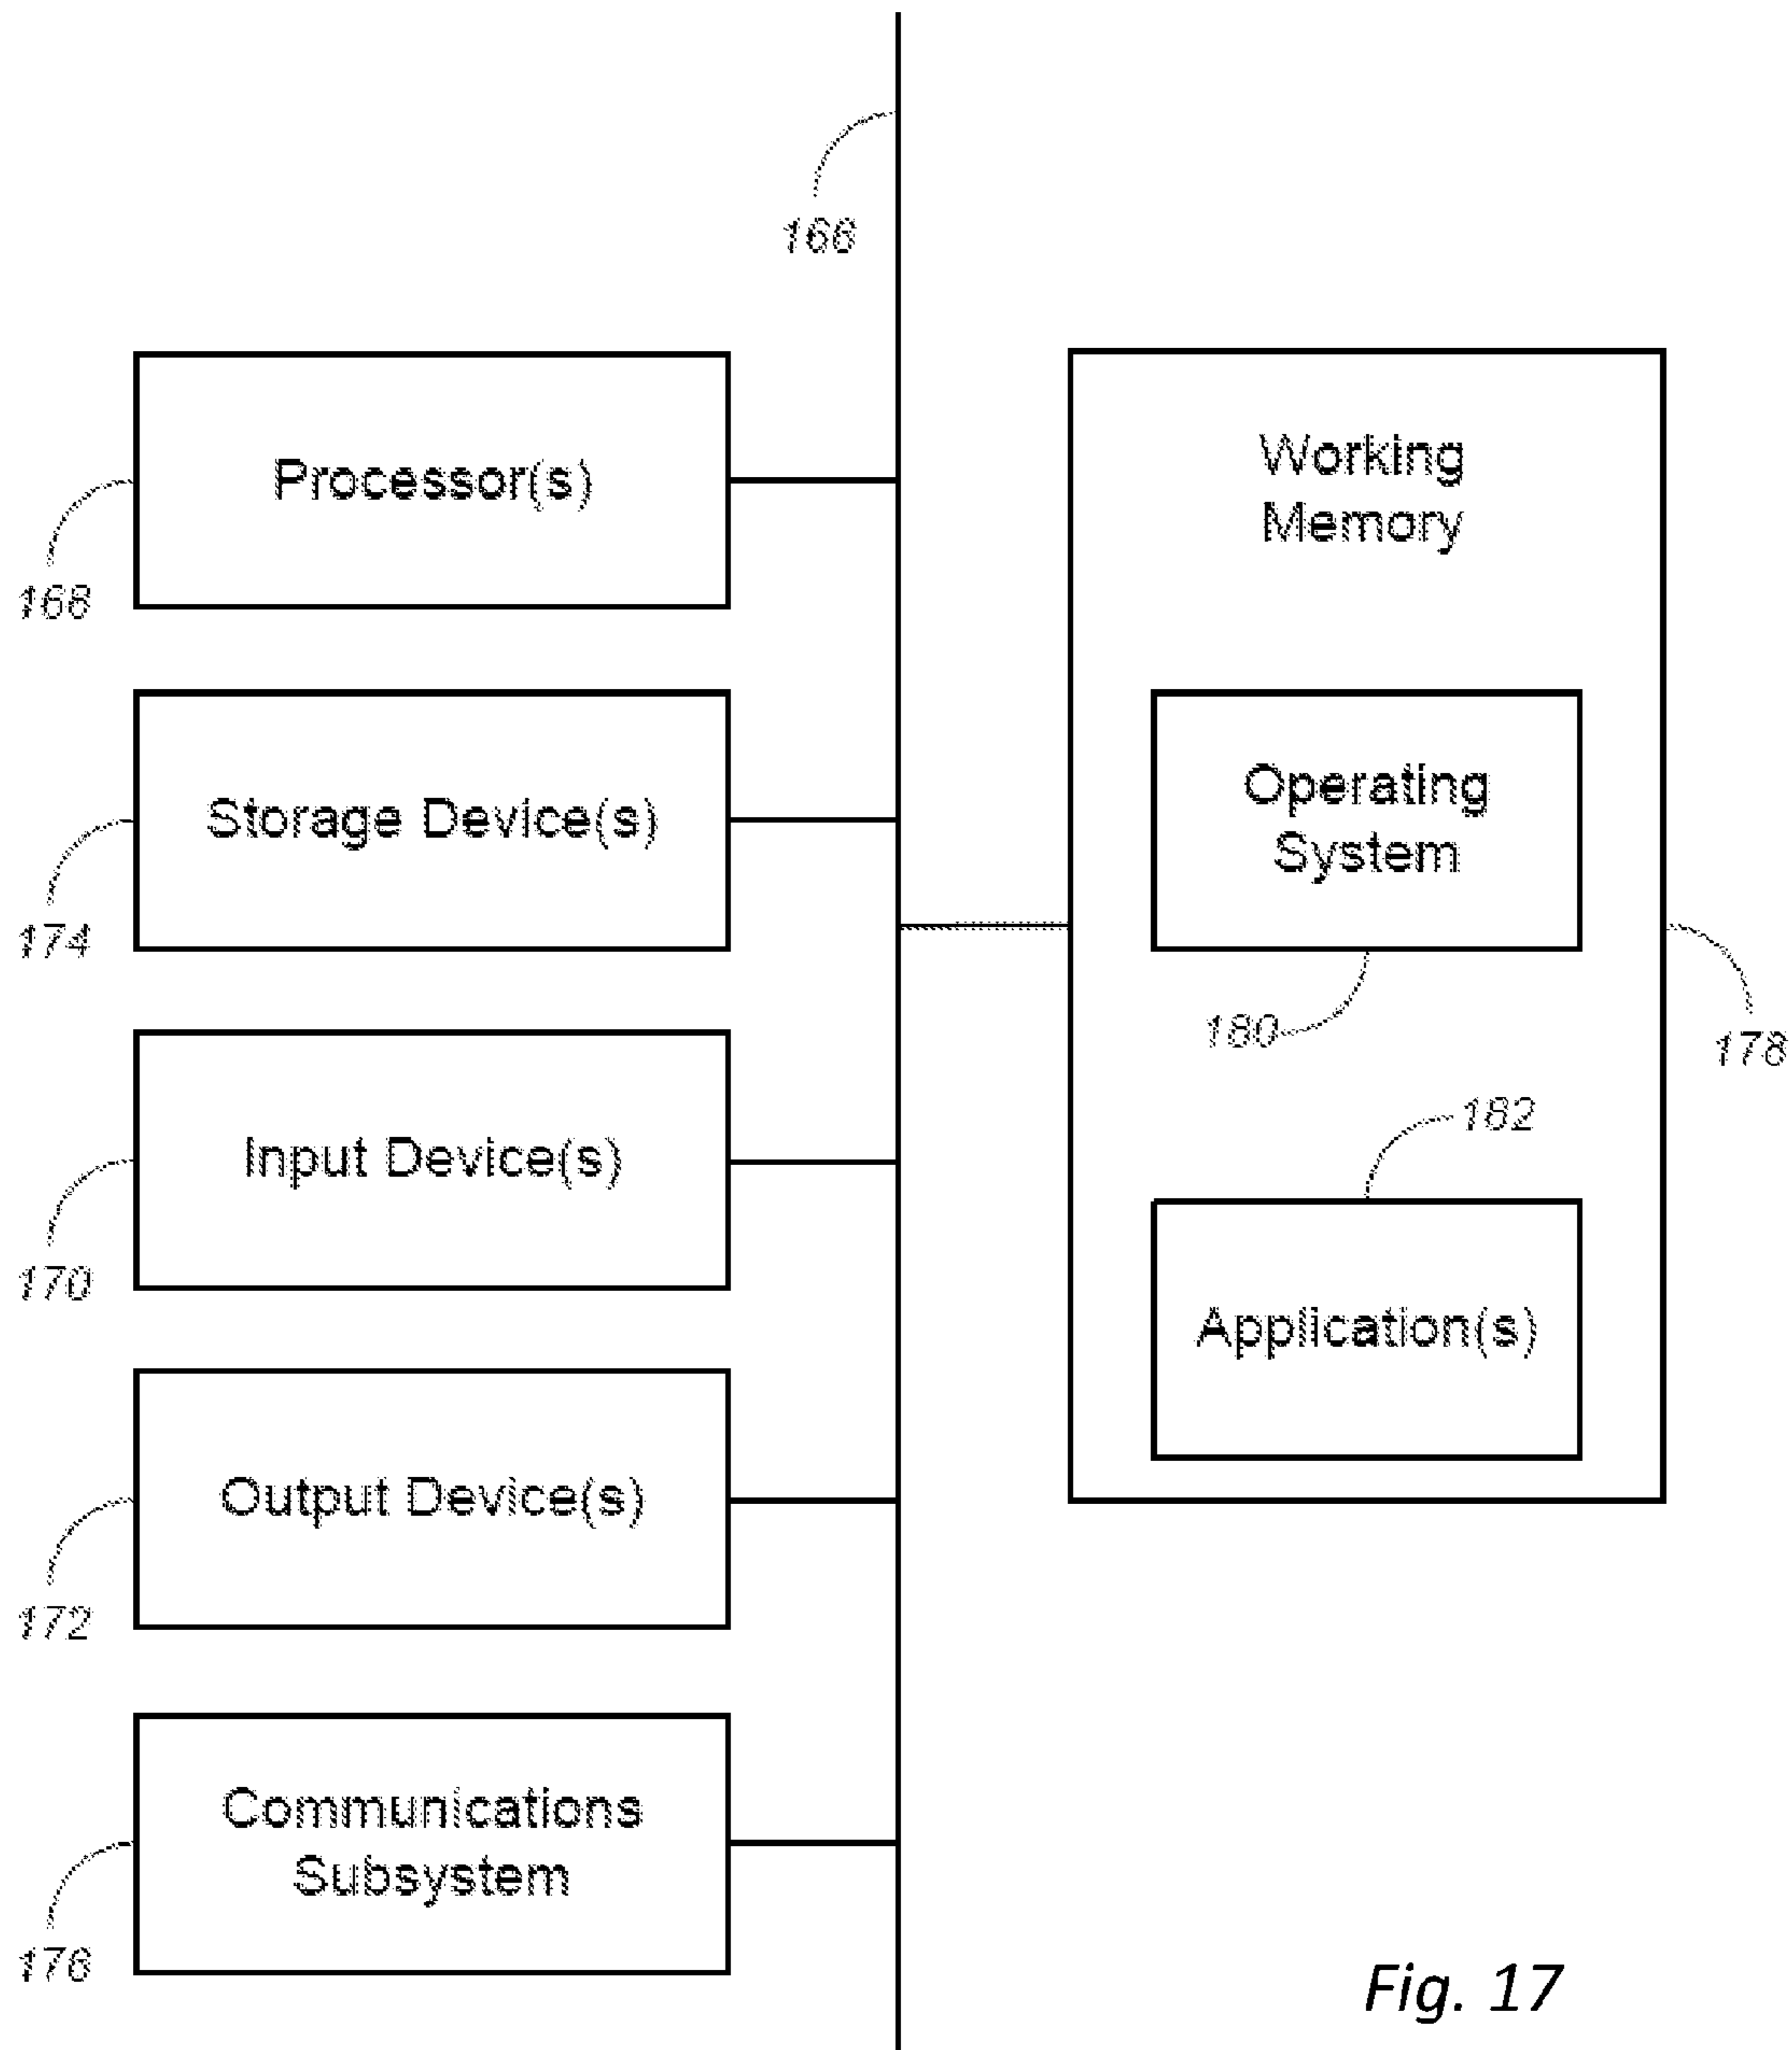 166
Processor(s)
168
Storage Device(s)
174
Input Device(s)
170
Output Device(s)
172
Communications
Subsystem
176
Working
Memory
Operating
System
180
178
182
Application(s)
Fig. 17